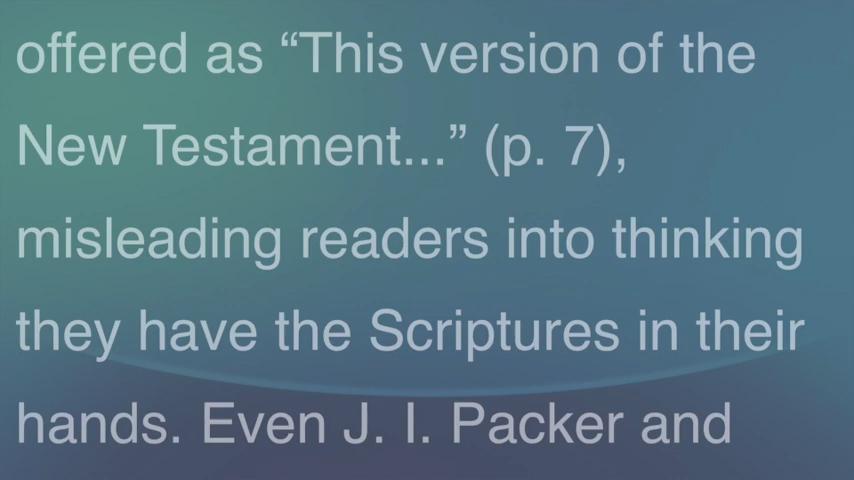 offered as “This version of the
New Testament...” (p. 7),
misleading readers into thinking
they have the Scriptures in their
hands. Even J. I. Packer and